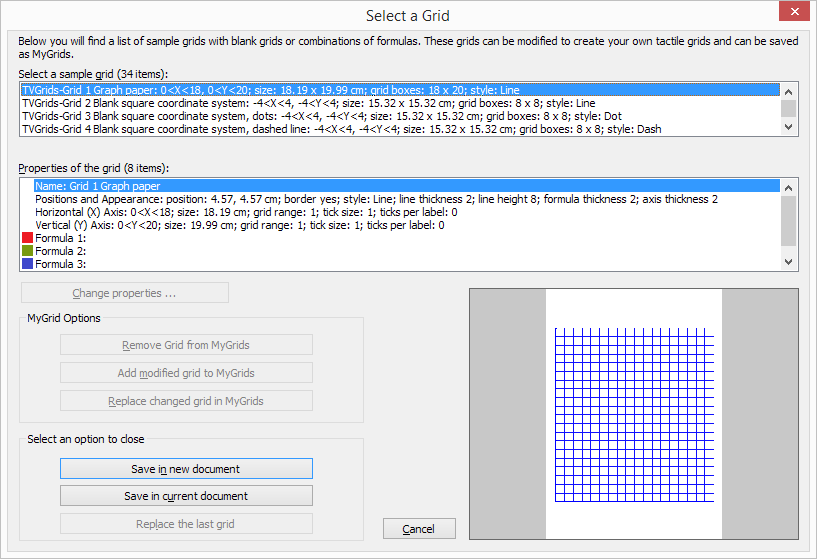 Select a Grid
Below you will find a list of sample grids with blank grids or combinations of formulas. These grids can be modified to create your own tactile grids and can be saved
as MyGrids.
Select a sample grid (34 items):
TVGrids-Grid 1 Graph paper: 0<X<18, 0<Y<20; size: 18.19 x 19.99 cm; grid boxes: 18 x 20; style: Line
TVGrids-Grid 2 Blank square coordinate system: -4<X<4, -4<Y<4; size: 15.32 x 15.32 cm; grid boxes: 8 x 8; style: Line
TVGrids-Grid 3 Blank square coordinate system, dots: -4<X<4, -4<Y<4; size: 15.32 x 15.32 cm; grid boxes: 8 x 8; style: Dot
TVGrids-Grid 4 Blank square coordinate system, dashed line: -4<X<4, -4<Y<4; size: 15.32 x 15.32 cm; grid boxes: 8 x 8; style: Dash
Properties of the grid (8 items):
Name: Grid 1 Graph paper
Positions and Appearance: position: 4.57, 4.57 cm; border yes; style: Line; line thickness 2; line height 8; formula thickness 2; axis thickness 2
Horizontal (X) Axis: 0<X<18; size: 18.19 cm; grid range: 1; tick size: 1; ticks per label: 0
Vertical (Y) Axis: 0<Y<20; size: 19.99 cm; grid range: 1; tick size: 1; ticks per label: 0
Formula 1:
Formula 2:
Formula 3:
Change properties ...
MyGrid Options
Remove Grid from MyGrids
Add modified grid to MyGrids
Replace changed grid in MyGrids
Select an option to close
Save in new document
Save in current document
Replace the last grid
Cancel